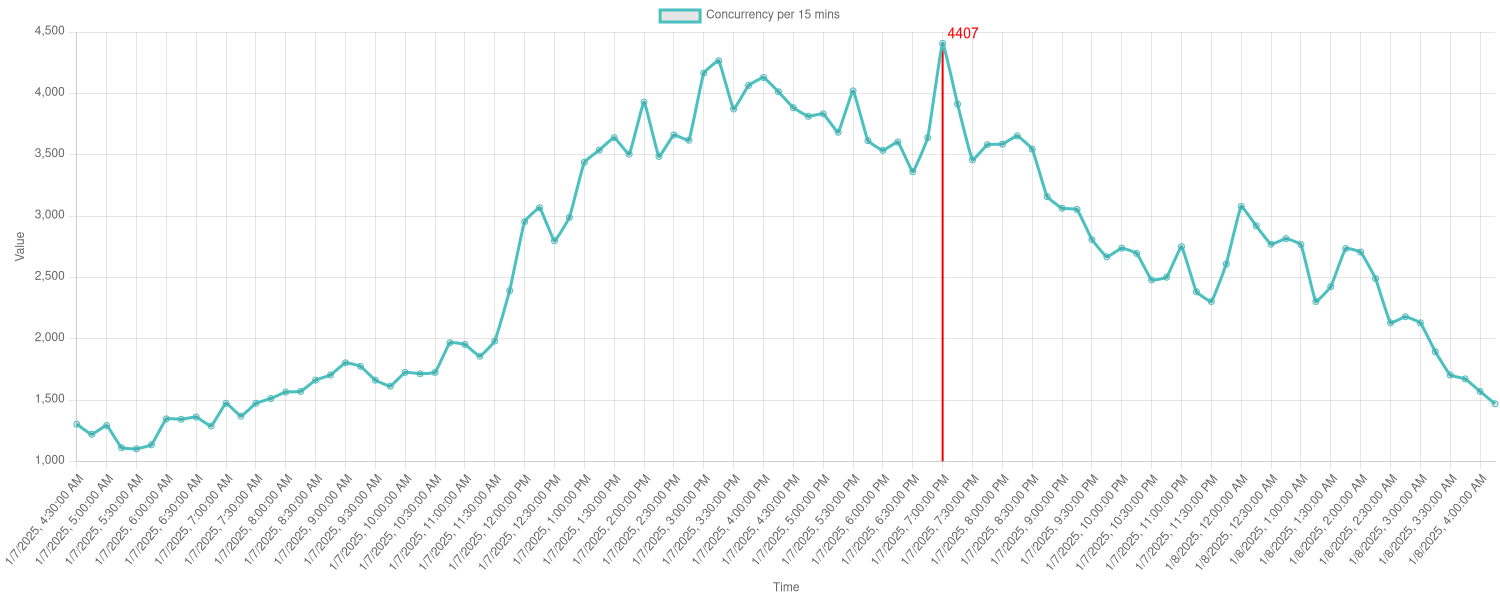 Concurrency per 15 mins
4407
4,500
4,000
3,500
3,000
2,500
2,000
1,500
1,000
Value
1/7/2025, 4:30:00 AM
1/7/2025, 5:00:00 AM
1/7/2025, 5:30:00 AM
1/7/2025, 6:00:00 AM
1/7/2025, 6:30:00 AM
1/7/2025, 7:00:00 AM
1/7/2025, 7:30:00 AM
1/7/2025, 8:00:00 AM
1/7/2025, 8:30:00 AM
1/7/2025, 9:00:00 AM
1/7/2025, 9:30:00 AM
1/7/2025, 10:00:00 AM
1/7/2025, 10:30:00 AM
1/7/2025, 11:00:00 AM
1/7/2025, 11:30:00 AM
1/7/2025, 12:00:00 PM
1/7/2025, 12:30:00 PM
1/7/2025, 1:00:00 PM
1/7/2025, 1:30:00 PM
1/7/2025, 2:00:00 PM
1/7/2025, 2:30:00 PM
1/7/2025, 3:00:00 PM
1/7/2025, 3:30:00 PM
1/7/2025, 4:00:00 PM
1/7/2025, 4:30:00 PM
1/7/2025, 5:00:00 PM
1/7/2025, 5:30:00 PM
1/7/2025, 6:00:00 PM
1/7/2025, 6:30:00 PM
1/7/2025, 7:00:00 PM
1/7/2025, 7:30:00 PM
1/7/2025, 8:00:00 PM
1/7/2025, 8:30:00 PM
1/7/2025, 9:00:00 PM
1/7/2025, 9:30:00 PM
1/7/2025, 10:00:00 PM
1/7/2025, 10:30:00 PM
1/7/2025, 11:00:00 PM
1/7/2025, 11:30:00 PM
1/8/2025, 12:00:00 AM
1/8/2025, 12:30:00 AM
1/8/2025, 1:00:00 AM
1/8/2025, 1:30:00 AM
1/8/2025, 2:00:00 AM
1/8/2025, 2:30:00 AM
1/8/2025, 3:00:00 AM
1/8/2025, 3:30:00 AM
1/8/2025, 4:00:00 AM
Time